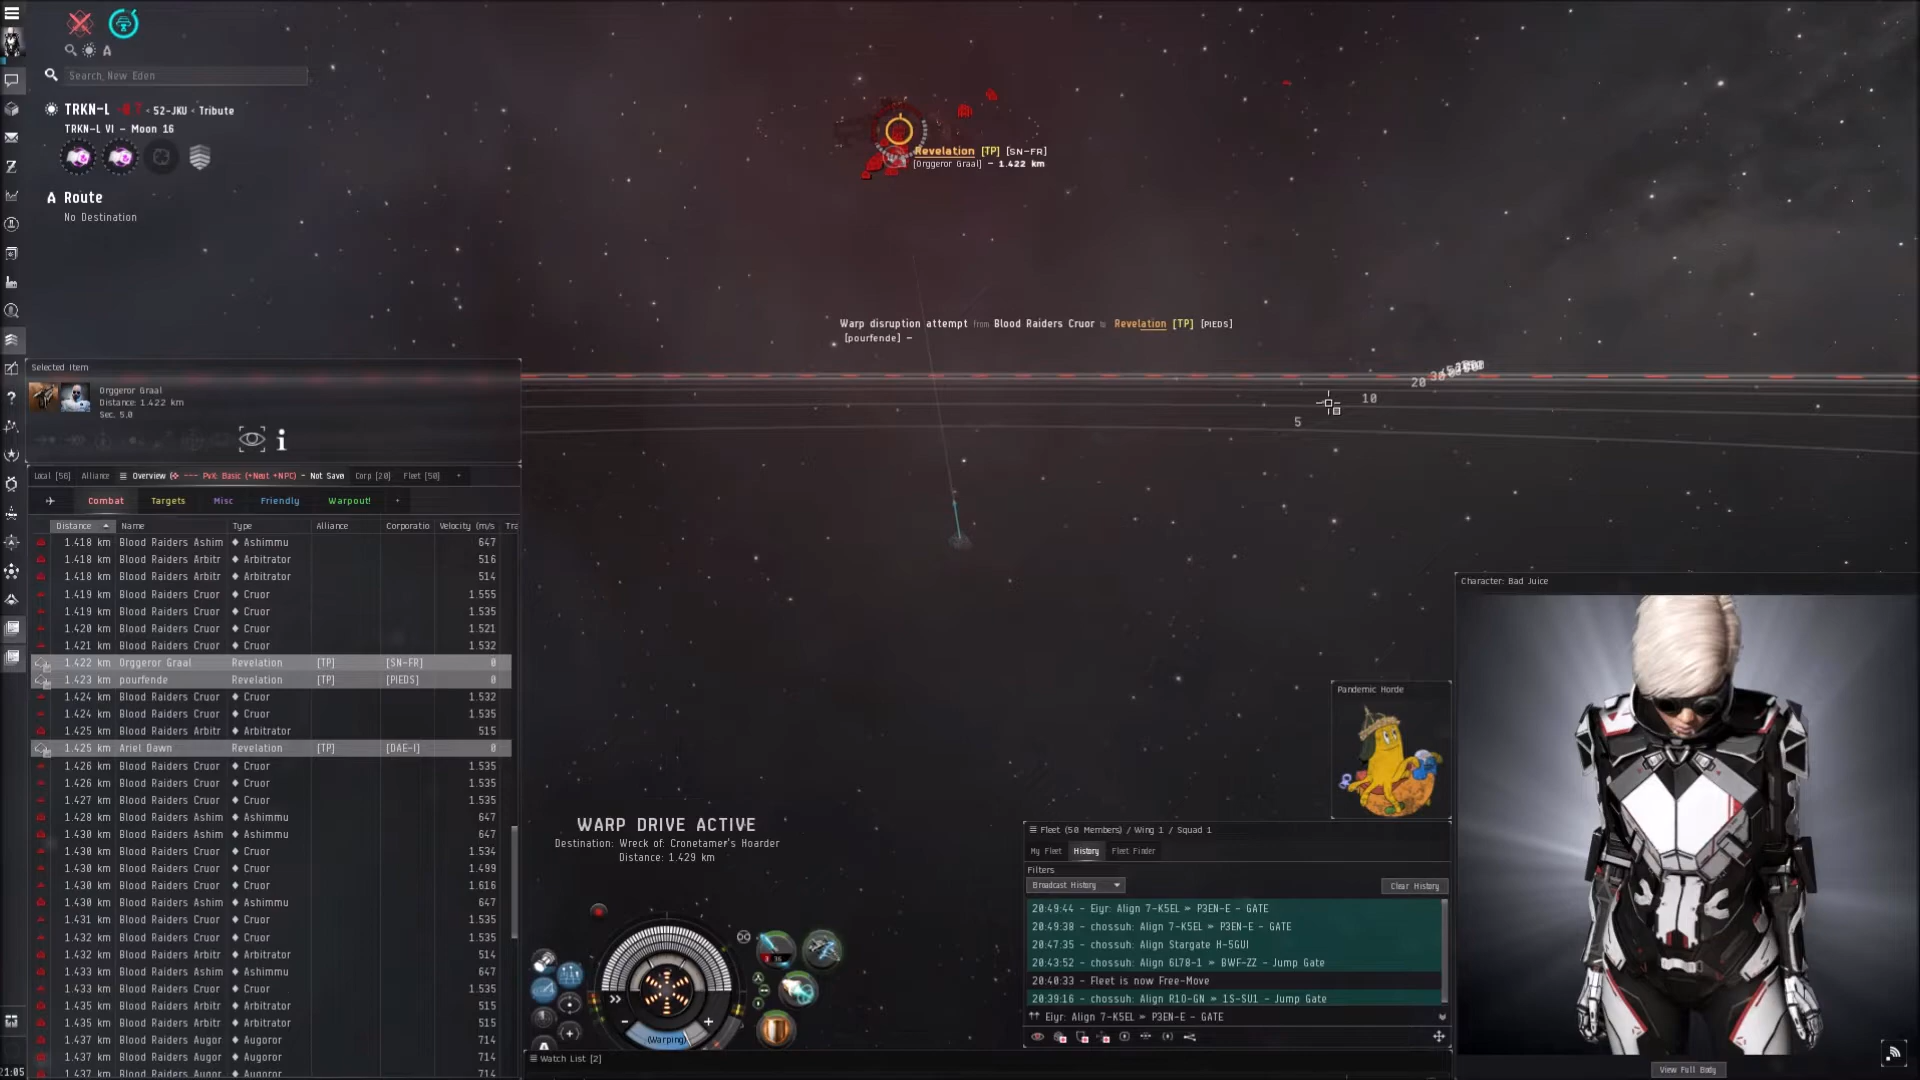 Search, New Eden
TRKN-L < S2-JKU < Tribute
TRKN-L VI - Moon 16
A Route
No Destination
Revelation [TP] [SN-FR]
[Orggeror Graal] - 1.422 km
Warp disruption attempt from Blood Raiders Cruor to Revelation [TP] [PIEDS]
[pourfende] -
20
10
5
Selected Item
Orggeror Graal
Distance: 1.422 km
Sec. 5.0
Local [56] Alliance Overview ( --- PvX: Basic (+Neut +NPC) - Not Save Corp [20] Fleet [50] +
Combat Targets Misc Friendly Warpout! +
Distance Name Type Alliance Corporatio Velocity (m/s Tra
1.418 km Blood Raiders Ashim Ashimmu 647
1.418 km Blood Raiders Arbitr Arbitrator 516
1.418 km Blood Raiders Arbitr Arbitrator 514
1.419 km Blood Raiders Cruor Cruor 1.555
1.419 km Blood Raiders Cruor Cruor 1.535
1.420 km Blood Raiders Cruor Cruor 1.521
1.421 km Blood Raiders Cruor Cruor 1.532
1.422 km Orggeror Graal Revelation [TP] [SN-FR] 0
1.423 km pourfende Revelation [TP] [PIEDS] 0
1.424 km Blood Raiders Cruor Cruor 1.532
1.424 km Blood Raiders Cruor Cruor 1.535
1.425 km Blood Raiders Arbitr Arbitrator 515
1.425 km Ariel Dawn Revelation [TP] [DAE-I] 0
1.426 km Blood Raiders Cruor Cruor 1.535
1.426 km Blood Raiders Cruor Cruor 1.535
1.427 km Blood Raiders Cruor Cruor 1.535
1.428 km Blood Raiders Ashim Ashimmu 647
1.430 km Blood Raiders Ashim Ashimmu 647
1.430 km Blood Raiders Cruor Cruor 1.534
1.430 km Blood Raiders Cruor Cruor 1.499
1.430 km Blood Raiders Cruor Cruor 1.616
1.430 km Blood Raiders Ashim Ashimmu 647
1.431 km Blood Raiders Cruor Cruor 1.535
1.432 km Blood Raiders Cruor Cruor 1.535
1.432 km Blood Raiders Arbitr Arbitrator 514
1.433 km Blood Raiders Ashim Ashimmu 647
1.433 km Blood Raiders Cruor Cruor 1.535
1.435 km Blood Raiders Arbitr Arbitrator 515
1.435 km Blood Raiders Arbitr Arbitrator 515
1.437 km Blood Raiders Augor Augoror 714
1.437 km Blood Raiders Augor Augoror 714
1.437 km Blood Raiders Augor Augoror 714
WARP DRIVE ACTIVE
Destination: Wreck of: Cronetamer's Hoarder
Distance: 1.429 km
(Warping)
Watch List [2]
Pandemic Horde
Fleet (50 Members) / Wing 1 / Squad 1
My Fleet History Fleet Finder
Filters
Broadcast History Clear History
20:49:44 - Eiyr: Align 7-K5EL » P3EN-E - GATE
20:49:38 - chossuh: Align 7-K5EL » P3EN-E - GATE
20:47:35 - chossuh: Align Stargate H-5GUI
20:43:52 - chossuh: Align 6L78-1 » BWF-ZZ - Jump Gate
20:40:33 - Fleet is now Free-Move
20:39:16 - chossuh: Align R10-GN » 1S-SU1 - Jump Gate
Eiyr: Align 7-K5EL » P3EN-E - GATE
Character: Bad Juice
View Full Body
21:05